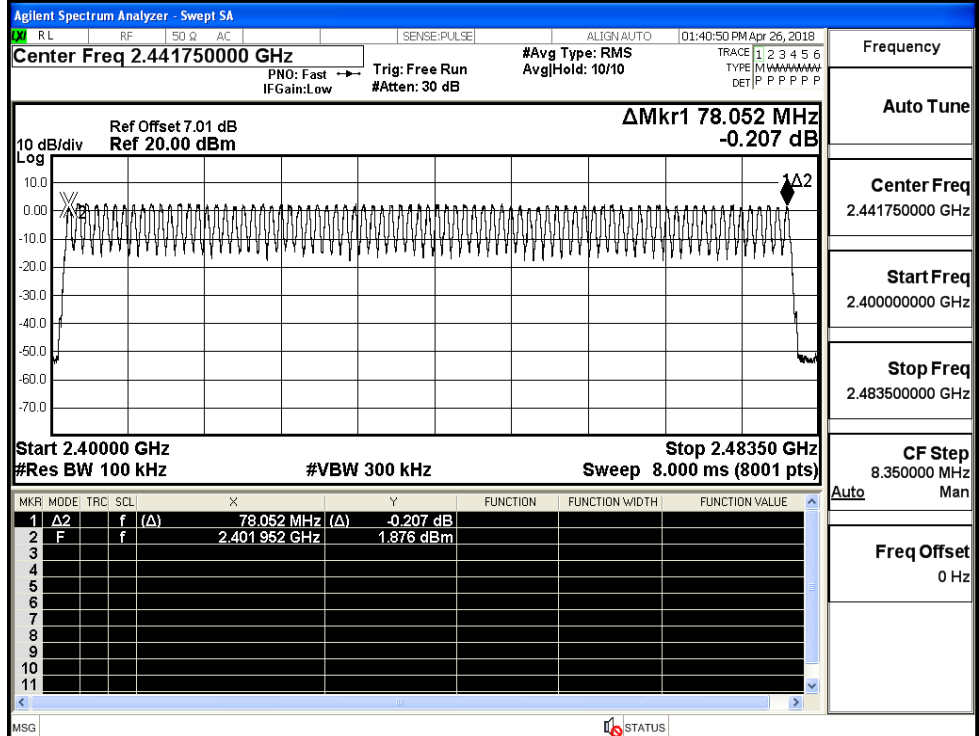 Agilent Spectrum Analyzer - Swept SA
LXI RL RF 50 Ω AC SENSE:PULSE ALIGN AUTO 01:40:50 PM Apr 26, 2018
Center Freq 2.441750000 GHz
PNO: Fast
IFGain:Low
Trig: Free Run
#Atten: 30 dB
#Avg Type: RMS
Avg|Hold: 10/10
TRACE 1 2 3 4 5 6
TYPE M W W W W W
DET P P P P P P
Ref Offset 7.01 dB
10 dB/div Ref 20.00 dBm
Log
ΔMkr1 78.052 MHz
-0.207 dB
10.0
0.00
-10.0
-20.0
-30.0
-40.0
-50.0
-60.0
-70.0
2
1Δ2
Start 2.40000 GHz Stop 2.48350 GHz
#Res BW 100 kHz #VBW 300 kHz Sweep 8.000 ms (8001 pts)
MKR MODE TRC SCL X Y FUNCTION FUNCTION WIDTH FUNCTION VALUE
1 Δ2 f (Δ) 78.052 MHz (Δ) -0.207 dB
2 F f 2.401 952 GHz 1.876 dBm
3
4
5
6
7
8
9
10
11
MSG STATUS
Frequency
Auto Tune
Center Freq
2.441750000 GHz
Start Freq
2.400000000 GHz
Stop Freq
2.483500000 GHz
CF Step
8.350000 MHz
Auto Man
Freq Offset
0 Hz